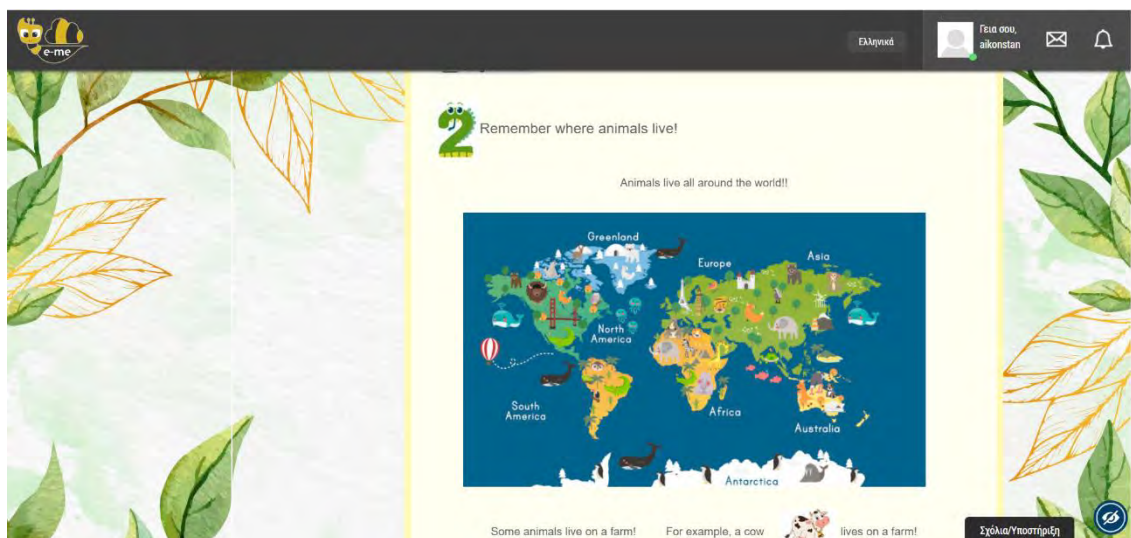 e-me
Ελληνικά
Γεια σου,
aikonstan
2 Remember where animals live!
Animals live all around the world!!
Greenland
Europe
Asia
North
America
South
America
Africa
Australia
Antarctica
Some animals live on a farm! For example, a cow lives on a farm!
Σχόλια/Υποστήριξη